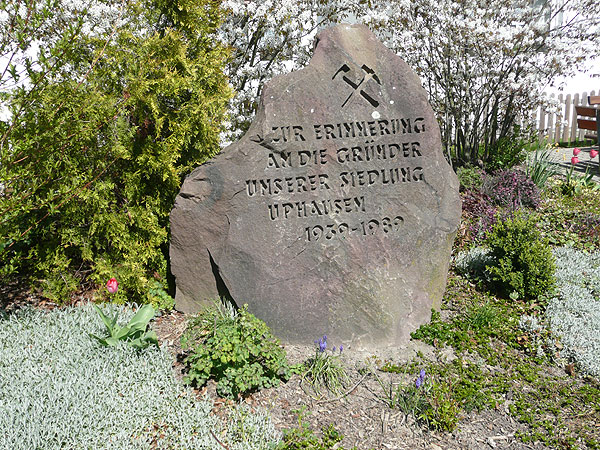 ZUR ERINNERUNG
AN DIE GRÜNDER
UNSERER SIEDLUNG
UPHAUSEN
1939-1989